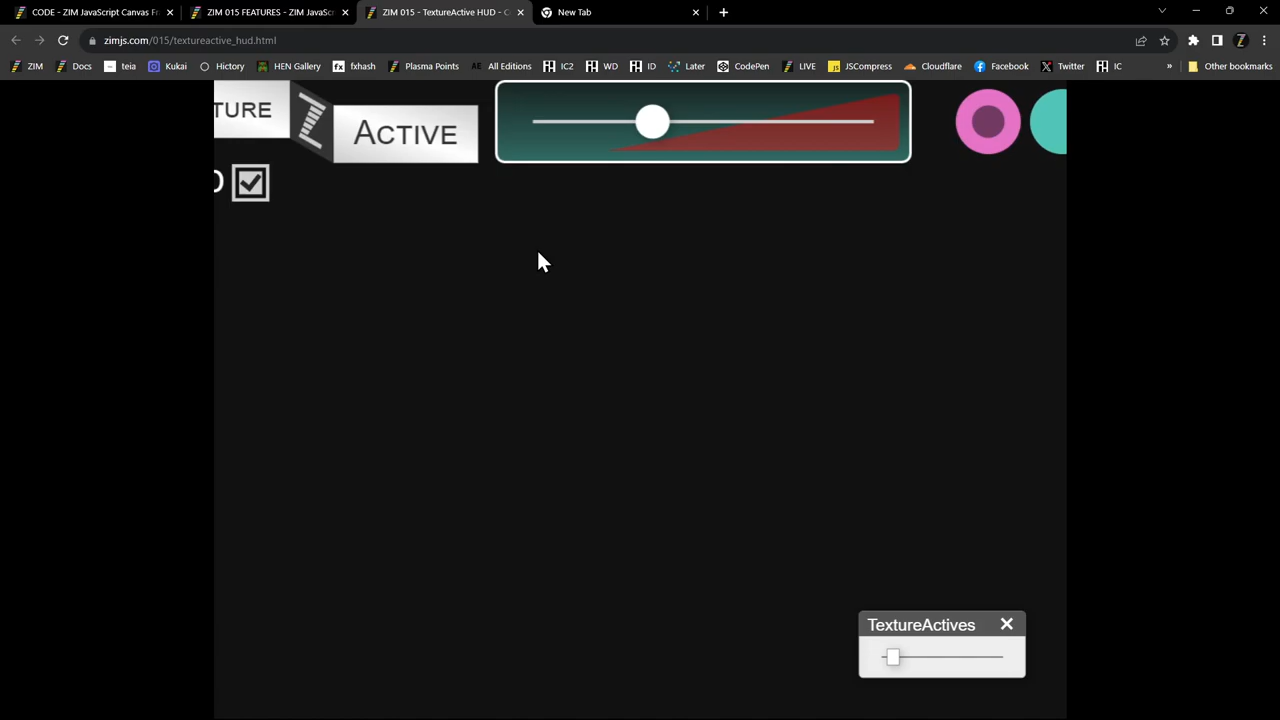 CODE - ZIM JavaScript Canvas Fr
ZIM 015 FEATURES - ZIM JavaSc
ZIM 015 - TextureActive HUD - C
New Tab
zimjs.com/015/textureactive_hud.html
ZIM
Docs
teia
Kukai
Hictory
HEN Gallery
fxhash
Plasma Points
All Editions
IC2
WD
ID
Later
CodePen
LIVE
JSCompress
Cloudflare
Facebook
Twitter
IC
»
Other bookmarks
TURE
ACTIVE
TextureActives